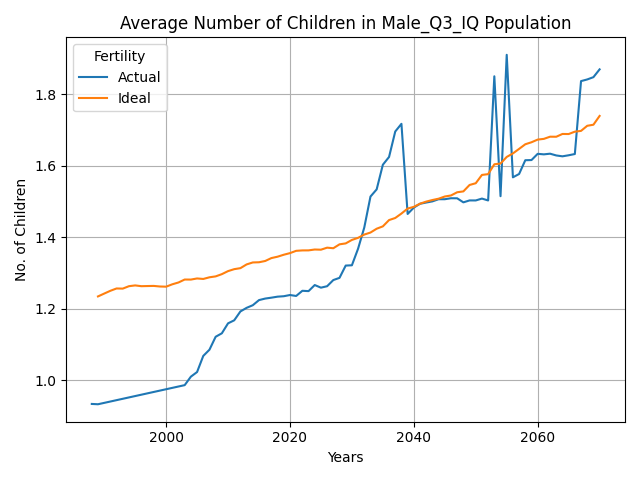 Average Number of Children in Male_Q3_IQ Population
Fertility
Actual
Ideal
No. of Children
1.8
1.6
1.4
1.2
1.0
2000 2020 2040 2060
Years